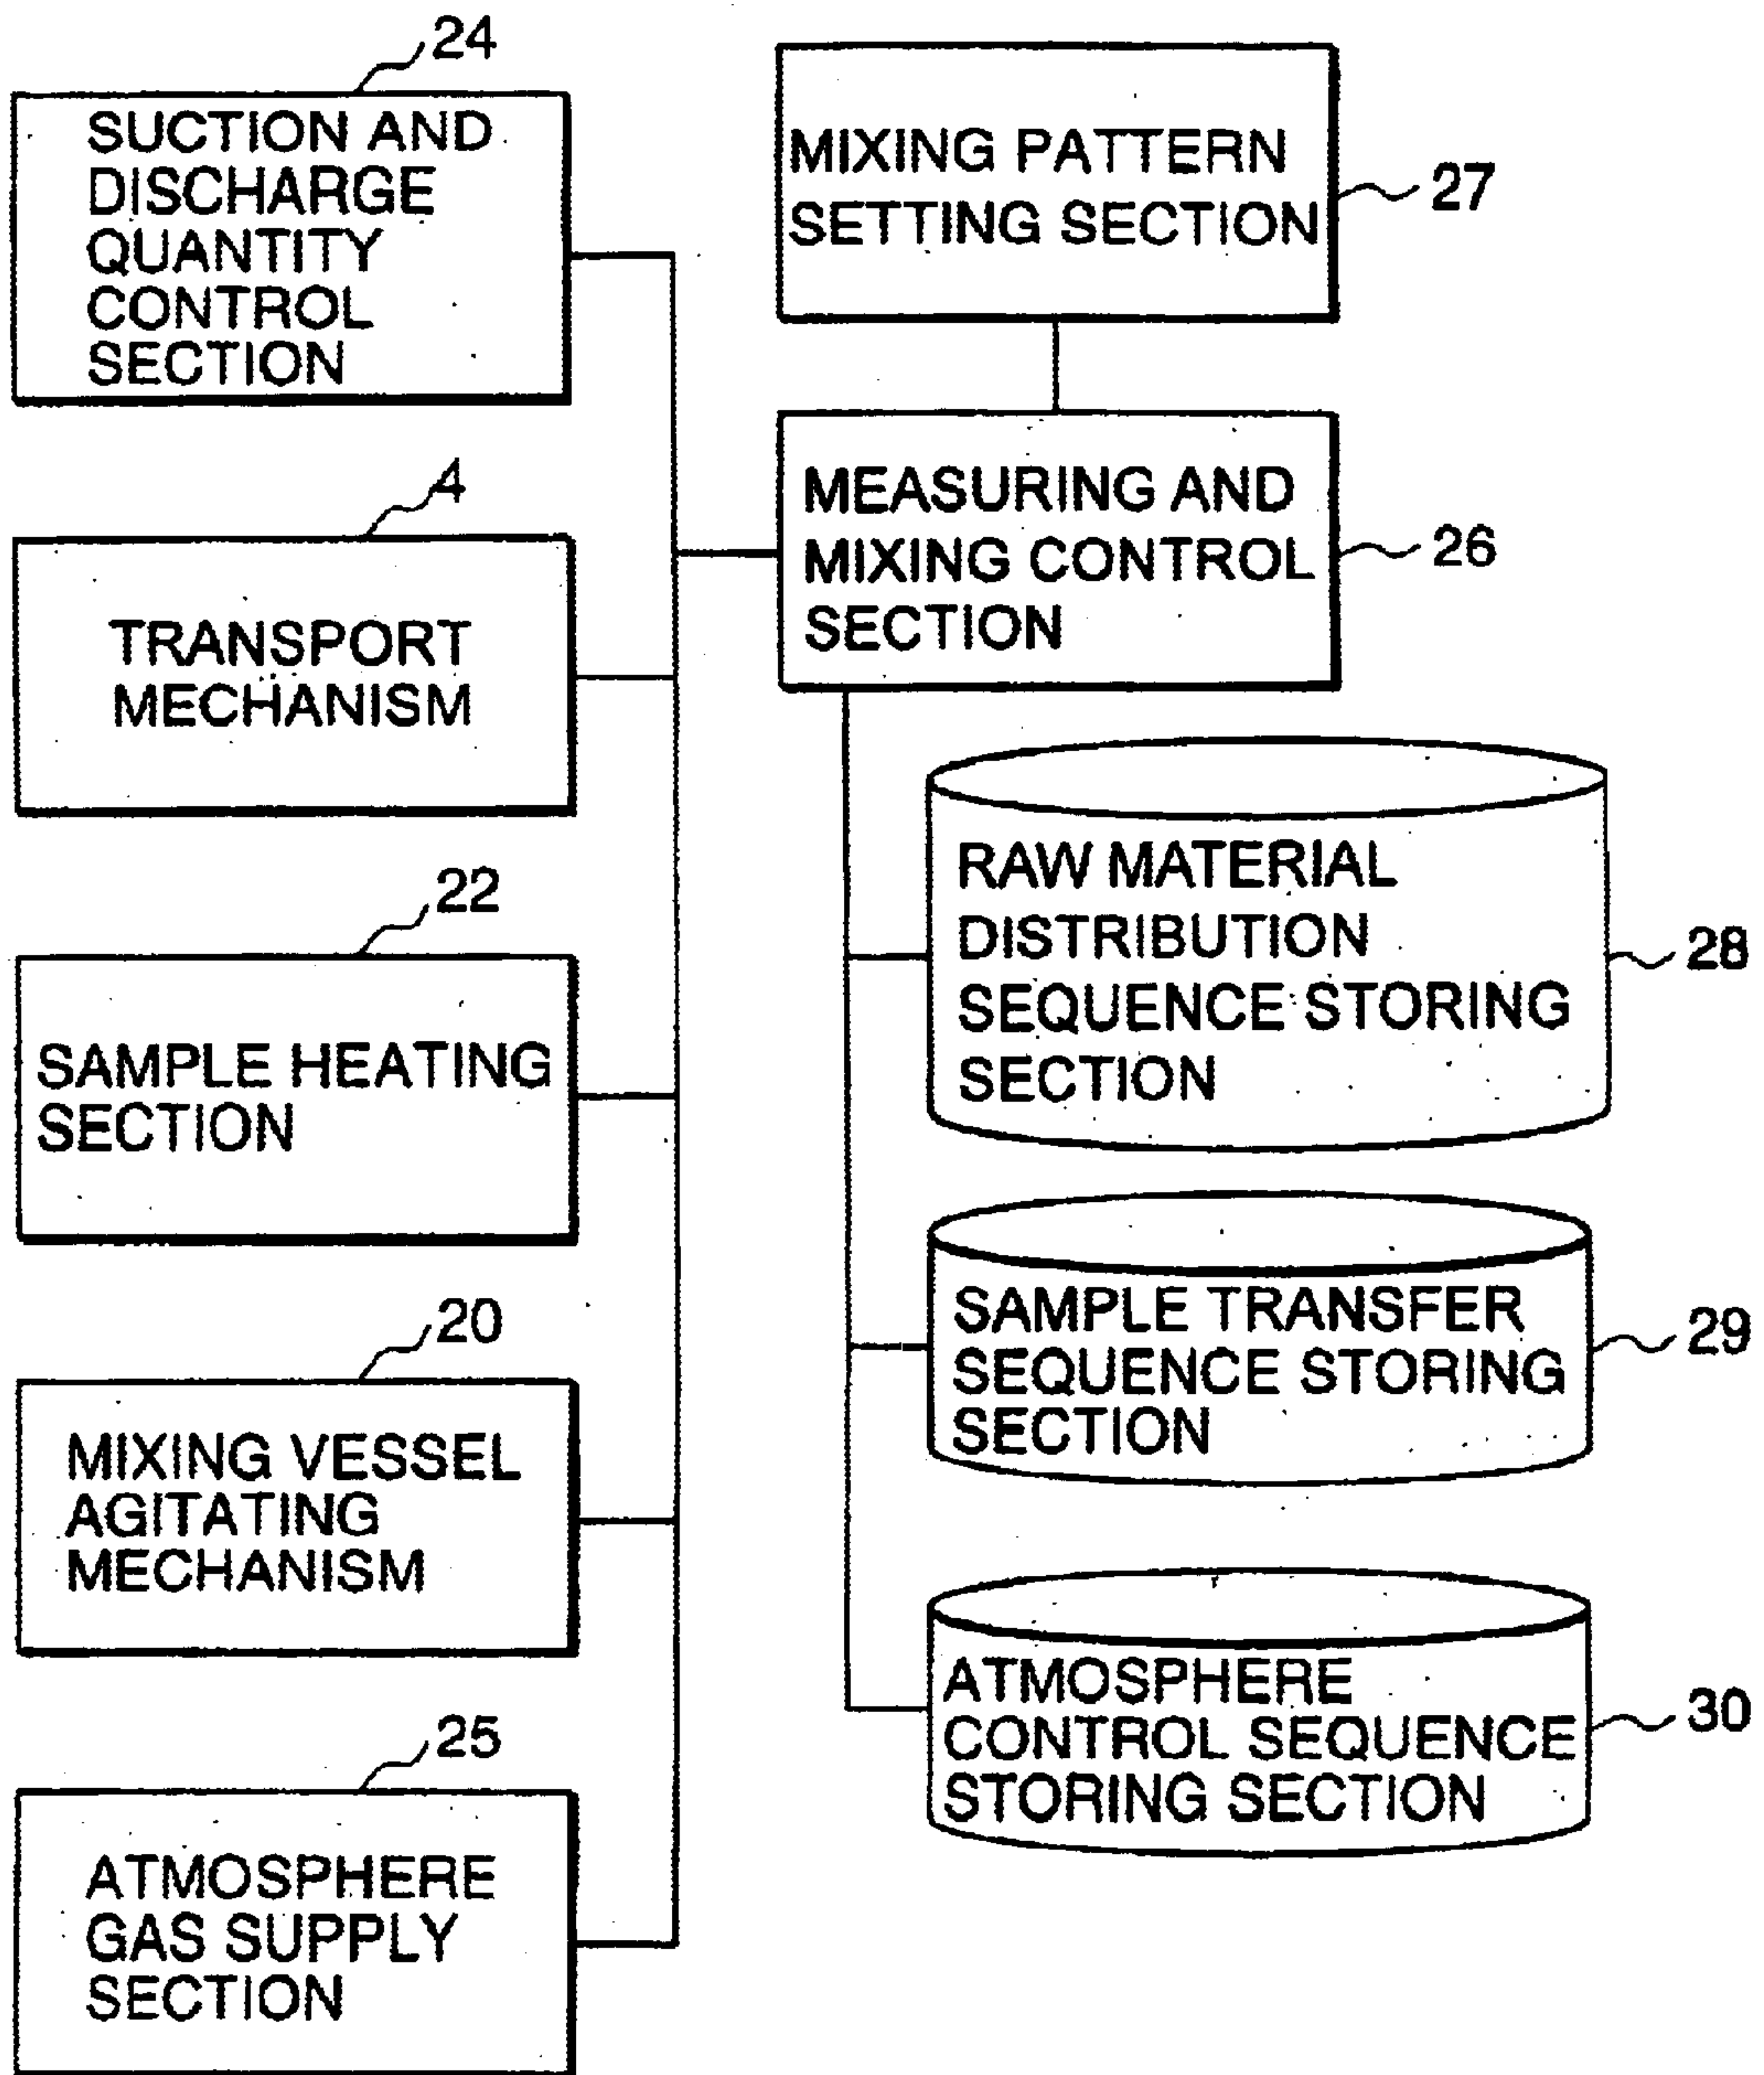 24
SUCTION AND
DISCHARGE
QUANTITY
CONTROL
SECTION
4
TRANSPORT
MECHANISM
22
SAMPLE HEATING
SECTION
20
MIXING VESSEL
AGITATING
MECHANISM
25
ATMOSPHERE
GAS SUPPLY
SECTION
MIXING PATTERN
SETTING SECTION
27
MEASURING AND
MIXING CONTROL
SECTION
26
RAW MATERIAL
DISTRIBUTION
SEQUENCE STORING
SECTION
28
SAMPLE TRANSFER
SEQUENCE STORING
SECTION
29
ATMOSPHERE
CONTROL SEQUENCE
STORING SECTION
30